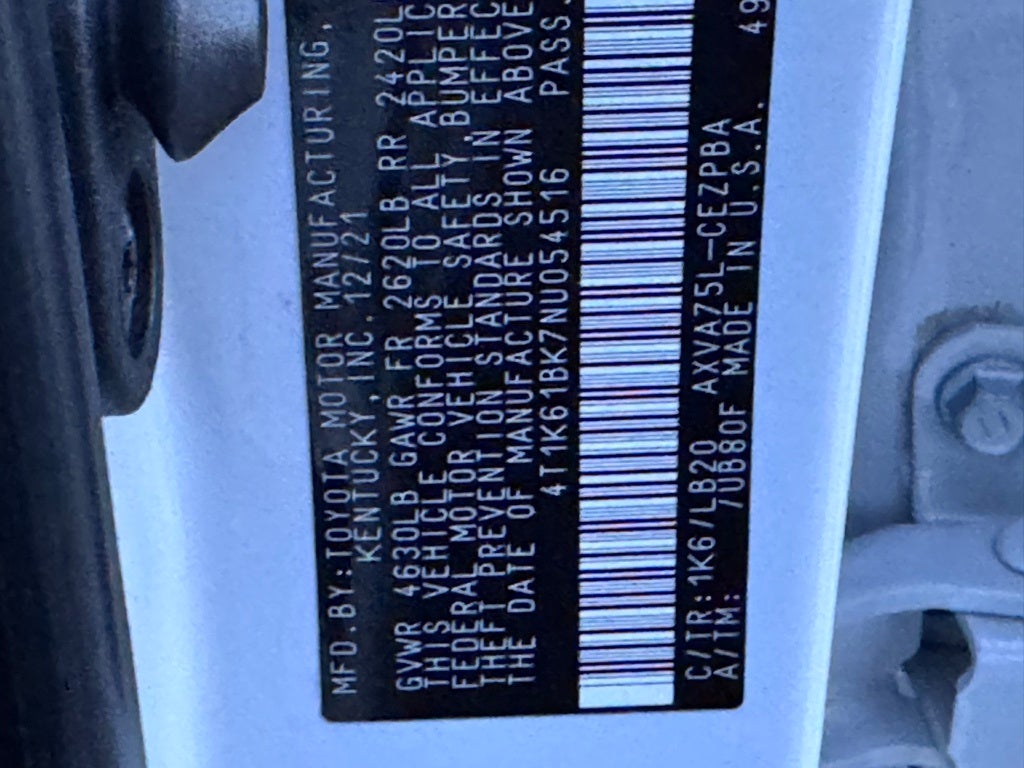 MFD.BY:TOYOTA MOTOR MANUFACTURING,
KENTUCKY,INC.12/21
GVWR 4630LB GAWR FR 2620LB RR 2420L
THIS VEHICLE CONFORMS TO ALL APPLIC
FEDERAL MOTOR VEHICLE SAFETY,BUMPER
THEFT PREVENTION STANDARDS IN EFFEC
THE DATE OF MANUFACTURE SHOWN ABOVE
4T1K61BK7NU054516 PASS.
C/TR:1K6/LB20 AXVA75L-CEZPBA
A/TM: /UB80F MADE IN U.S.A. 49